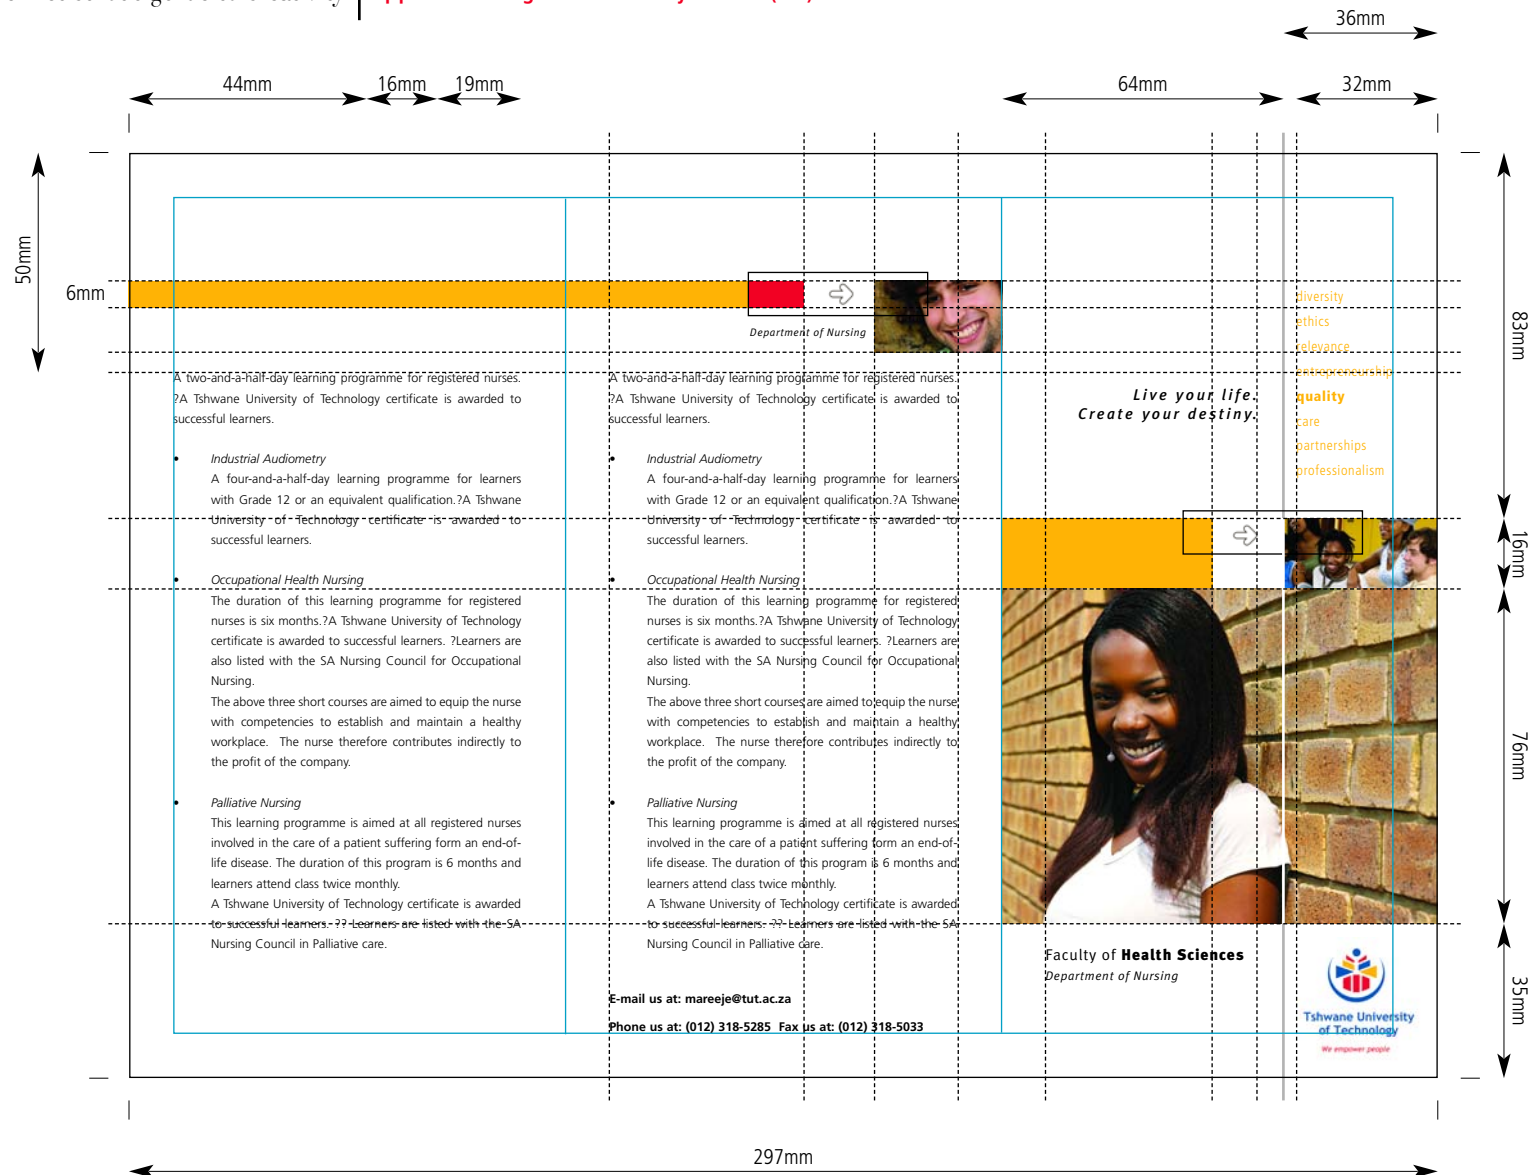 36mm
44mm 16mm 19mm 64mm 32mm
50mm
6mm
83mm
16mm
76mm
35mm
297mm
Department of Nursing
A two-and-a-half-day learning programme for registered nurses.
?A Tshwane University of Technology certificate is awarded to
successful learners.
• Industrial Audiometry
A four-and-a-half-day learning programme for learners
with Grade 12 or an equivalent qualification.?A Tshwane
University of Technology certificate is awarded to
successful learners.
• Occupational Health Nursing
The duration of this learning programme for registered
nurses is six months.?A Tshwane University of Technology
certificate is awarded to successful learners. ?Learners are
also listed with the SA Nursing Council for Occupational
Nursing.
The above three short courses are aimed to equip the nurse
with competencies to establish and maintain a healthy
workplace. The nurse therefore contributes indirectly to
the profit of the company.
• Palliative Nursing
This learning programme is aimed at all registered nurses
involved in the care of a patient suffering form an end-of-
life disease. The duration of this program is 6 months and
learners attend class twice monthly.
A Tshwane University of Technology certificate is awarded
to successful learners. ?? Learners are listed with the SA
Nursing Council in Palliative care.
A two-and-a-half-day learning programme for registered nurses.
?A Tshwane University of Technology certificate is awarded to
successful learners.
• Industrial Audiometry
A four-and-a-half-day learning programme for learners
with Grade 12 or an equivalent qualification.?A Tshwane
University of Technology certificate is awarded to
successful learners.
• Occupational Health Nursing
The duration of this learning programme for registered
nurses is six months.?A Tshwane University of Technology
certificate is awarded to successful learners. ?Learners are
also listed with the SA Nursing Council for Occupational
Nursing.
The above three short courses are aimed to equip the nurse
with competencies to establish and maintain a healthy
workplace. The nurse therefore contributes indirectly to
the profit of the company.
• Palliative Nursing
This learning programme is aimed at all registered nurses
involved in the care of a patient suffering form an end-of-
life disease. The duration of this program is 6 months and
learners attend class twice monthly.
A Tshwane University of Technology certificate is awarded
to successful learners. ?? Learners are listed with the SA
Nursing Council in Palliative care.
E-mail us at: mareeje@tut.ac.za
Phone us at: (012) 318-5285 Fax us at: (012) 318-5033
Live your life.
Create your destiny.
diversity
ethics
relevance
entrepreneurship
quality
care
partnerships
professionalism
Faculty of Health Sciences
Department of Nursing
Tshwane University
of Technology
We empower people